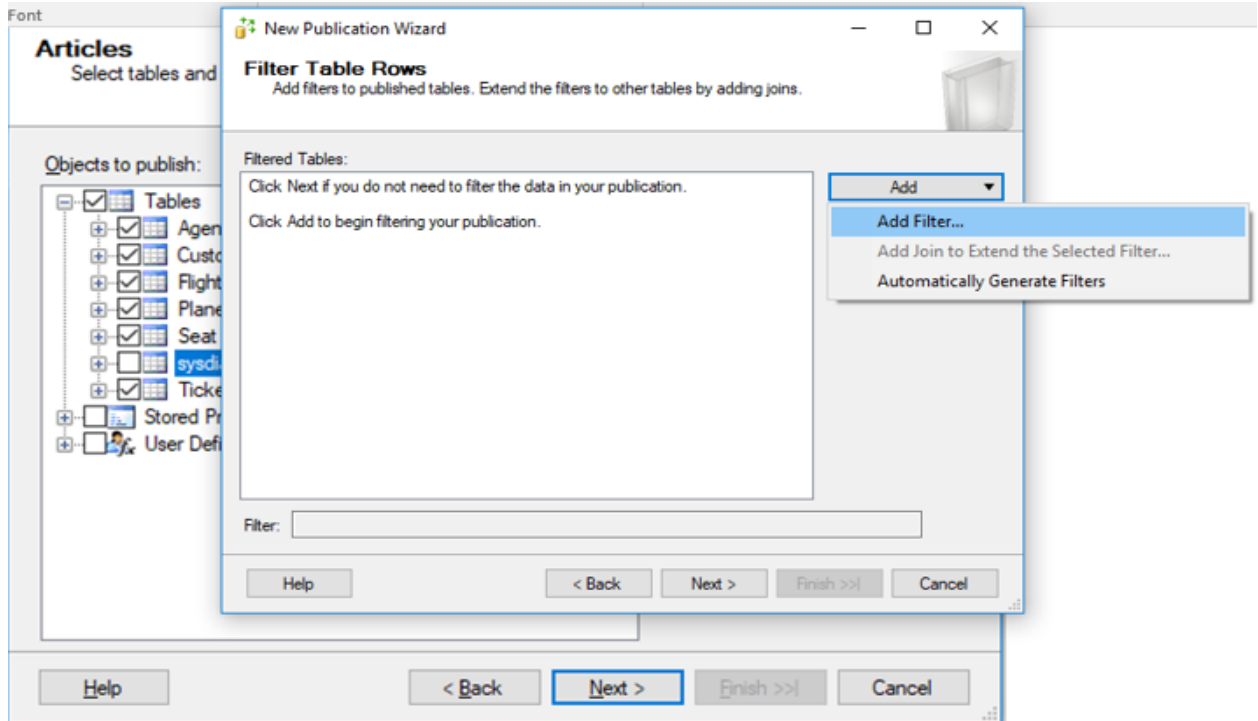 Font
Articles
Select tables and
Objects to publish:
Tables
Agen
Custo
Flight
Plane
Seat
sysdi
Ticke
Stored Pr
User Defi
Help
< Back
Next >
Finish >>|
Cancel
New Publication Wizard
Filter Table Rows
Add filters to published tables. Extend the filters to other tables by adding joins.
Filtered Tables:
Click Next if you do not need to filter the data in your publication.
Click Add to begin filtering your publication.
Add
Add Filter...
Add Join to Extend the Selected Filter...
Automatically Generate Filters
Filter:
Help
< Back
Next >
Finish >>|
Cancel